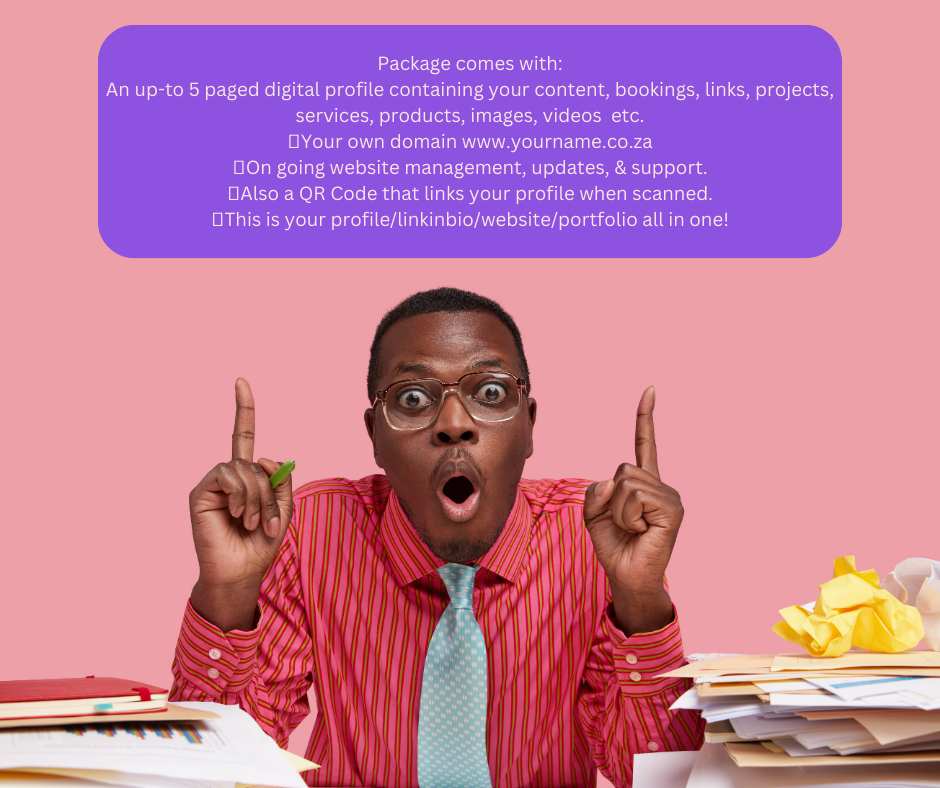 Package comes with:
An up-to 5 paged digital profile containing your content, bookings, links, projects,
services, products, images, videos  etc.
▯Your own domain www.yourname.co.za
▯On going website management, updates, & support.
▯Also a QR Code that links your profile when scanned.
▯This is your profile/linkinbio/website/portfolio all in one!